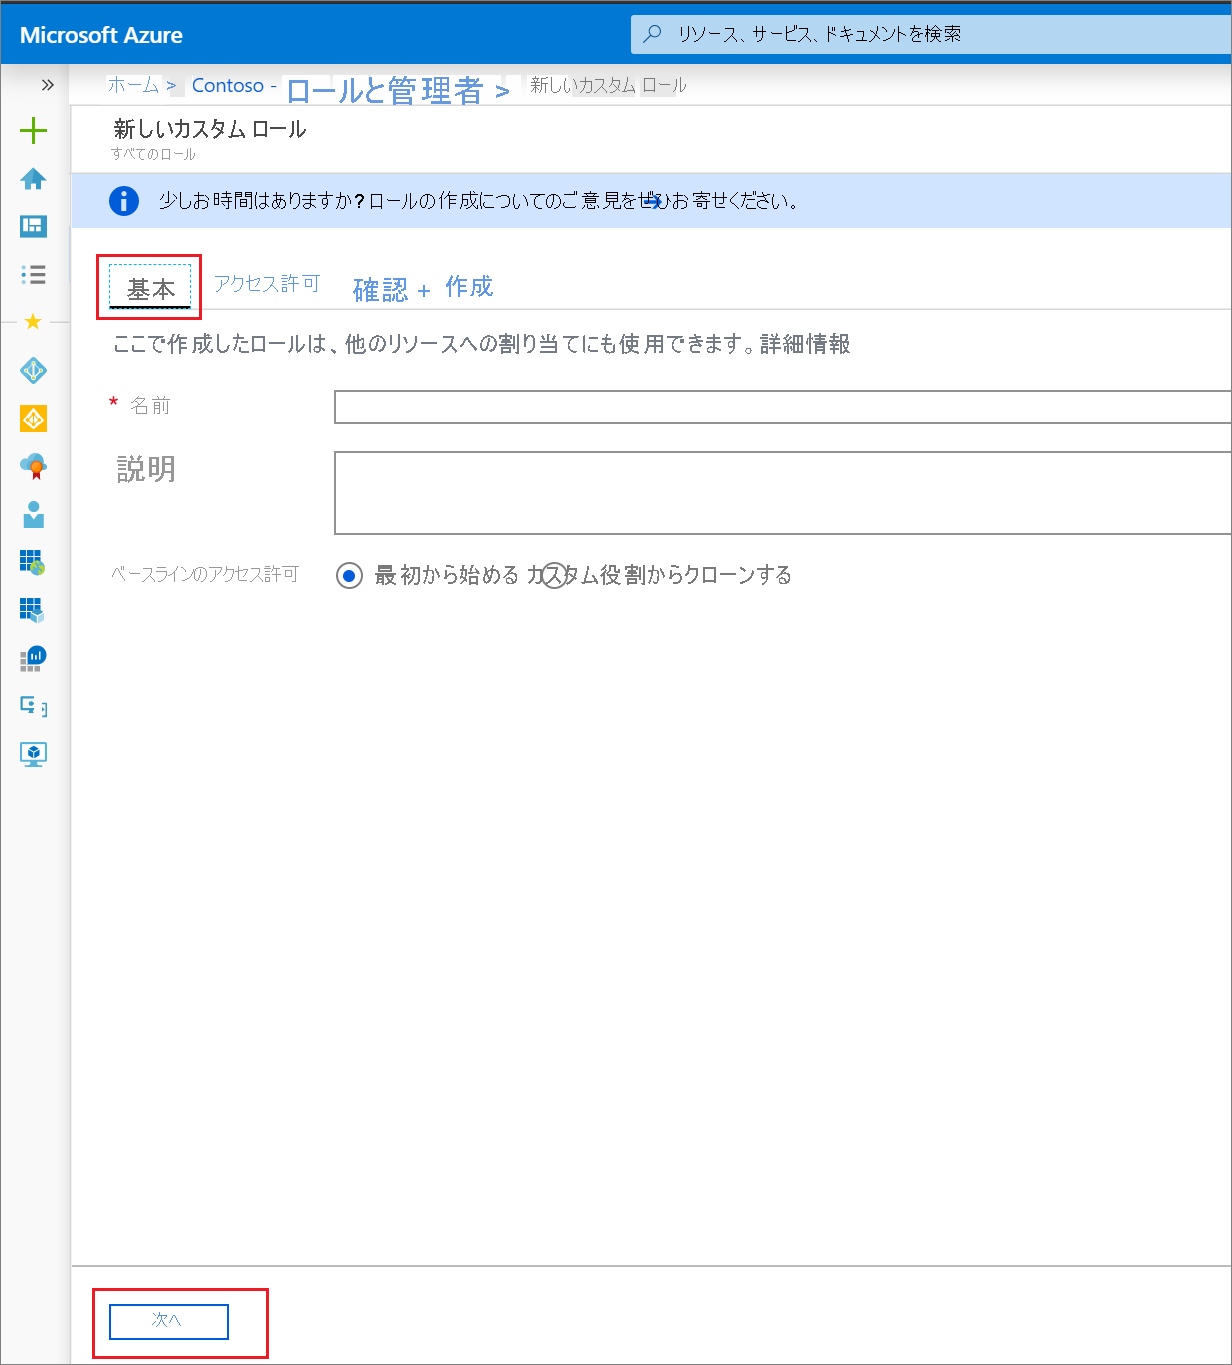 Microsoft Azure
リソース、サービス、ドキュメントを検索
ホーム > Contoso - ロールと管理者 > 新しいカスタム ロール
新しいカスタム ロール
すべてのロール
少しお時間はありますか?ロールの作成についてのご意見をぜひお寄せください。
基本 アクセス許可 確認 + 作成
ここで作成したロールは、他のリソースへの割り当てにも使用できます。詳細情報
* 名前
説明
ベースラインのアクセス許可 最初から始める カスタム役割からクローンする
次へ